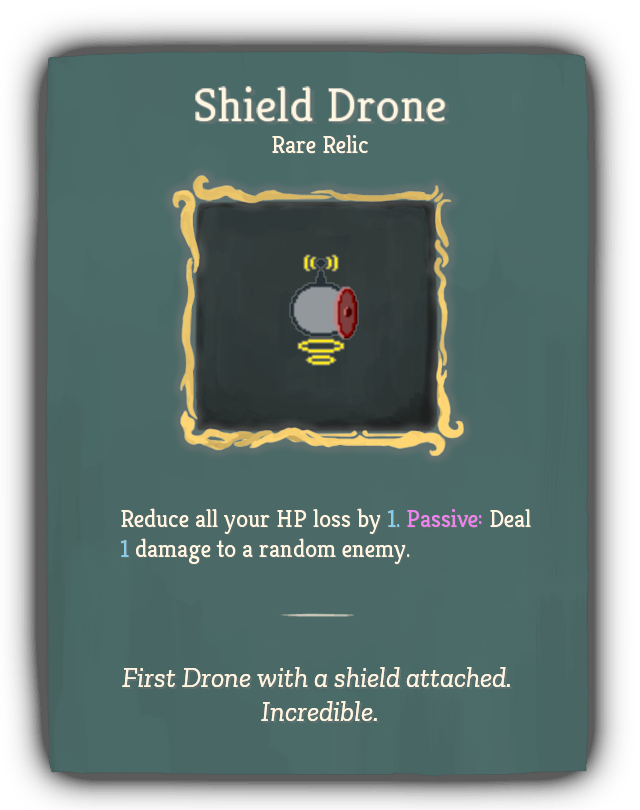 Shield Drone
Rare Relic
Reduce all your HP loss by 1. Passive: Deal
1 damage to a random enemy.
First Drone with a shield attached.
Incredible.